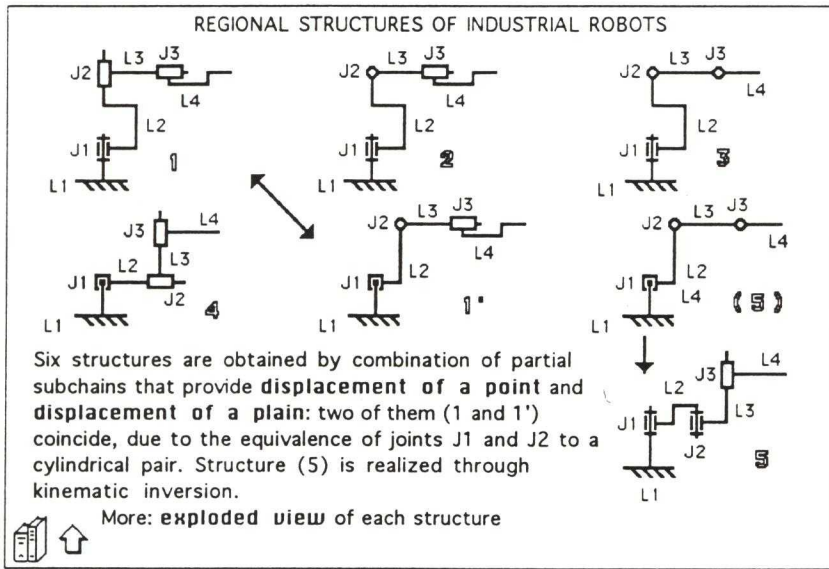 REGIONAL STRUCTURES OF INDUSTRIAL ROBOTS
J2 L3 J3
L4
L2
J1
1
L1
J2 L3 J3
L4
L2
J1
2
L1
J2 L3 J3
L4
L2
J1
3
L1
J3 L4
L3
L2
J1
J2
4
L1
J2 L3 J3
L4
L2
J1
1'
L1
J2 L3 J3
L4
L2
J1
L4
(5)
L1
Six structures are obtained by combination of partial
subchains that provide displacement of a point and
displacement of a plain: two of them (1 and 1')
coincide, due to the equivalence of joints J1 and J2 to a
cylindrical pair. Structure (5) is realized through
kinematic inversion.
More: exploded view of each structure
L4
J3
L2
L3
J1
J2
5
L1